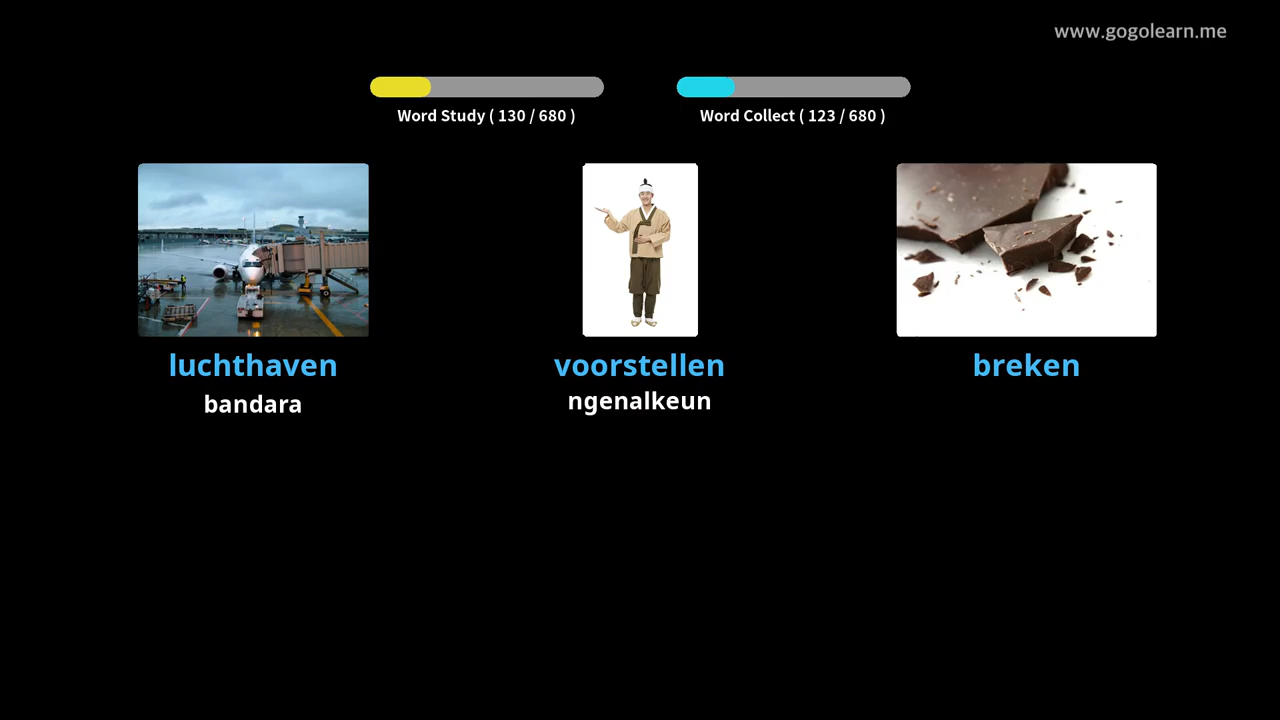 www.gogolearn.me
Word Study ( 130 / 680 )
Word Collect ( 123 / 680 )
luchthaven
bandara
voorstellen
ngenalkeun
breken